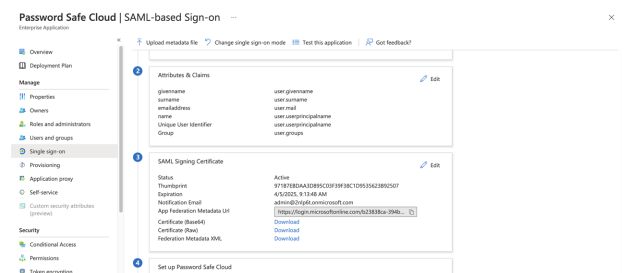 Password Safe Cloud | SAML-based Sign-on ...
Enterprise Application
Upload metadata file Change single sign-on mode Test this application Got feedback?
Overview
Deployment Plan
Manage
Properties
Owners
Roles and administrators
Users and groups
Single sign-on
Provisioning
Application proxy
Self-service
Custom security attributes
(preview)
Security
Conditional Access
Permissions
Token encryption
2
Attributes & Claims
Edit
givenname user.givenname
surname user.surname
emailaddress user.mail
name user.userprincipalname
Unique User Identifier user.userprincipalname
Group user.groups
3
SAML Signing Certificate
Edit
Status Active
Thumbprint 971B7EBDAA3D895C03F39F38C1D9535623B92507
Expiration 4/5/2025, 9:13:48 AM
Notification Email admin@2nlp6t.onmicrosoft.com
App Federation Metadata Url https://login.microsoftonline.com/b23838ca-394b...
Certificate (Base64) Download
Certificate (Raw) Download
Federation Metadata XML Download
4
Set up Password Safe Cloud